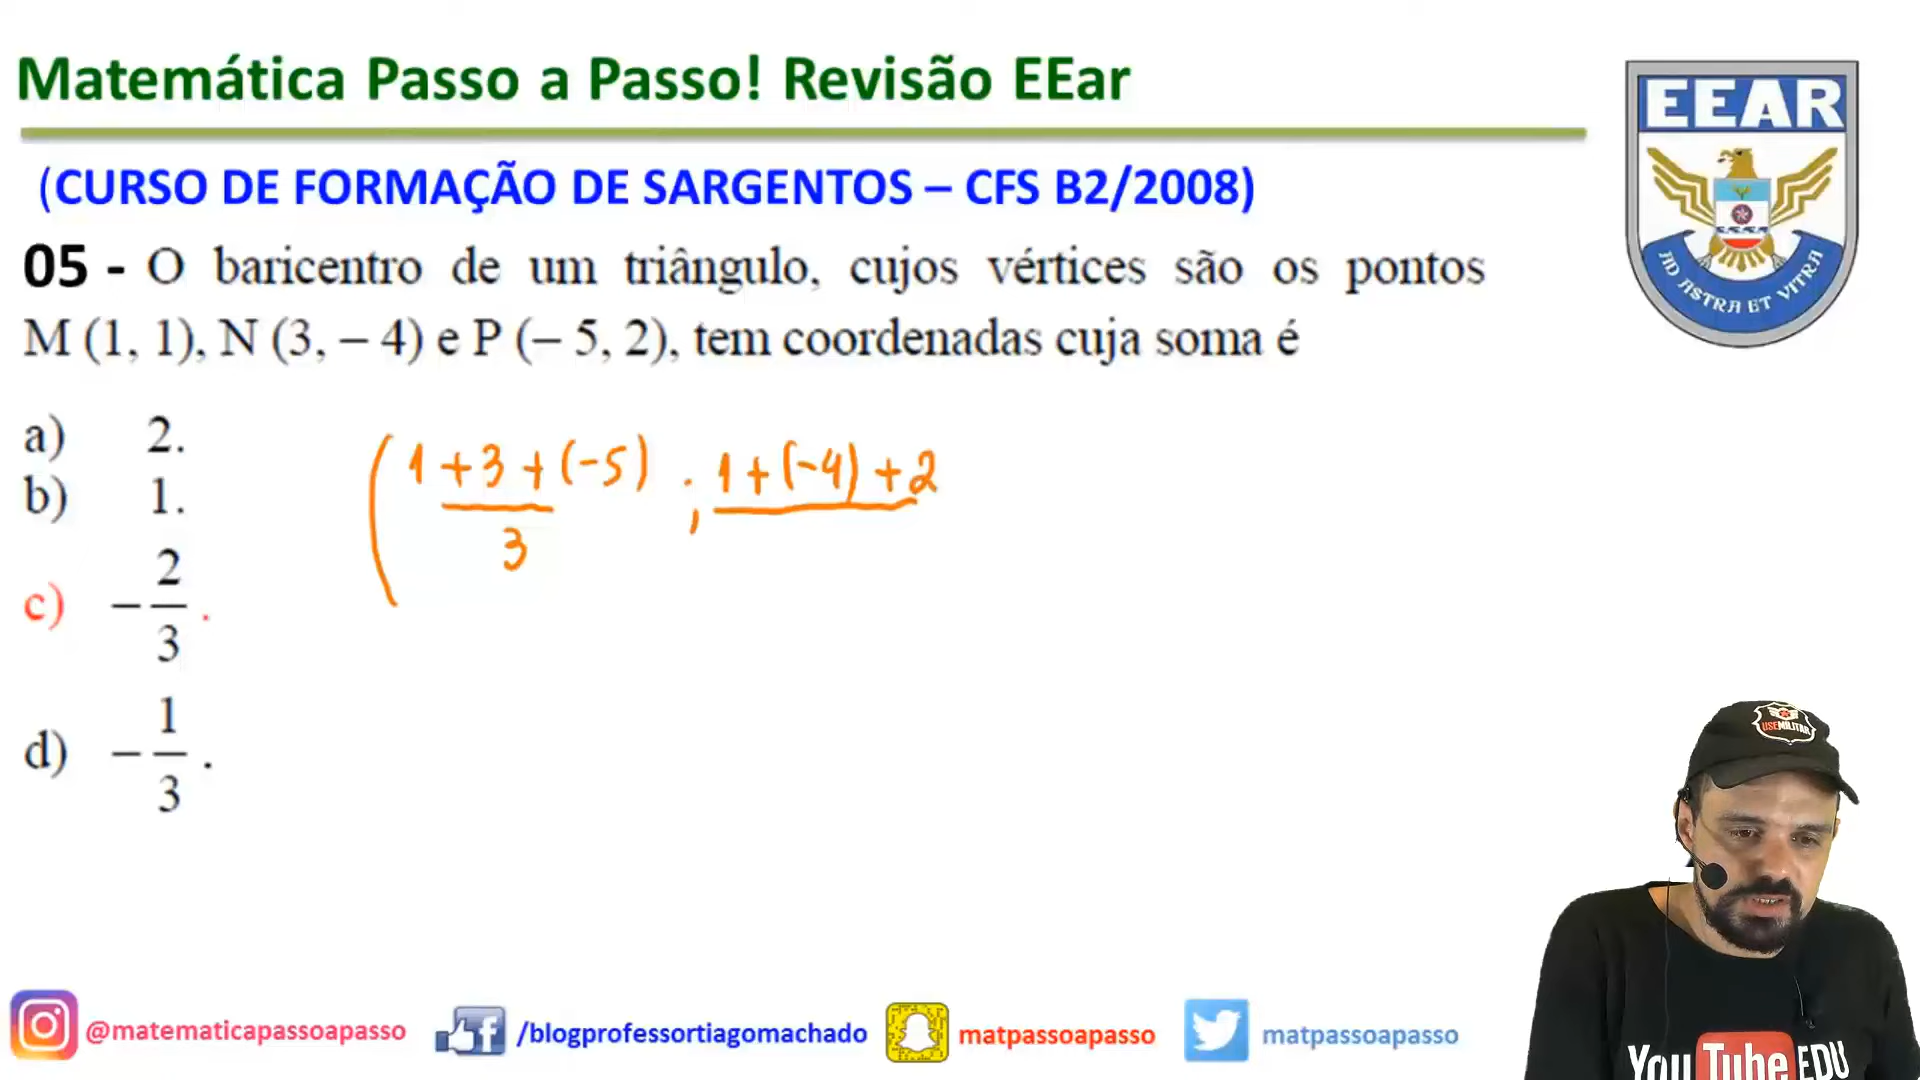 Matemática Passo a Passo! Revisão EEar
EEAR
AD ASTRA ET VITRA
(CURSO DE FORMAÇÃO DE SARGENTOS – CFS B2/2008)
05 - O baricentro de um triângulo, cujos vértices são os pontos
M (1, 1), N (3, – 4) e P (– 5, 2), tem coordenadas cuja soma é
a) 2.
b) 1.
c) – 2/3 .
d) – 1/3 .
( 1 + 3 + (-5) ; 1 + (-4) + 2
3
USEMILITAR
@matematicapassoapasso
/blogprofessortiagomachado
matpassoapasso
matpassoapasso
YouTube EDU